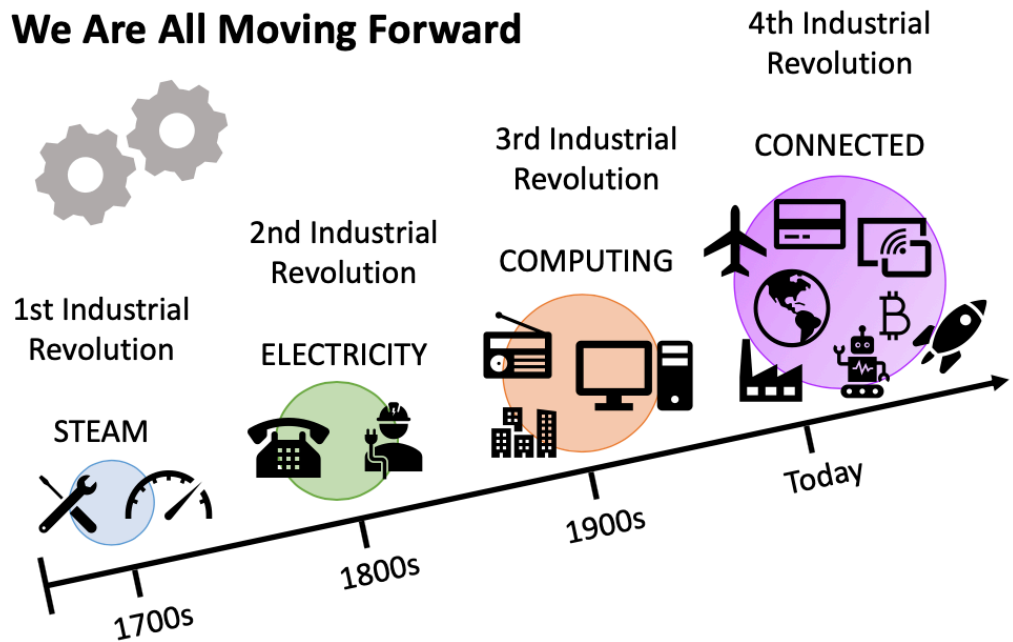 We Are All Moving Forward
1st Industrial
Revolution
STEAM
1700s
2nd Industrial
Revolution
ELECTRICITY
1800s
3rd Industrial
Revolution
COMPUTING
1900s
4th Industrial
Revolution
CONNECTED
Today